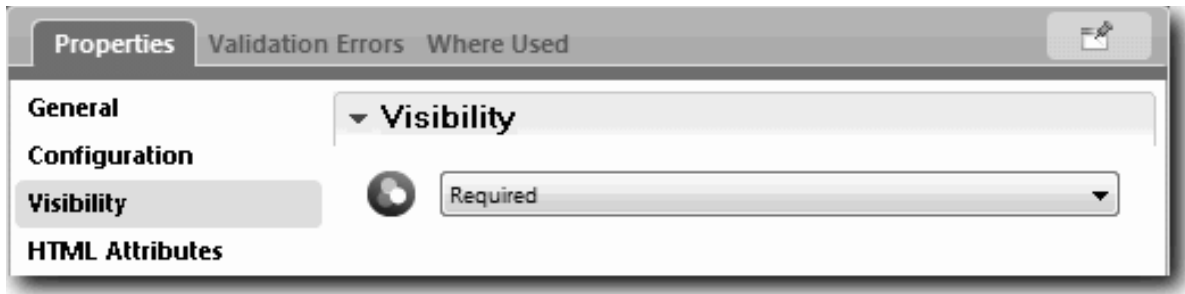 Properties Validation Errors Where Used
General
Configuration
Visibility
HTML Attributes
Visibility
Required